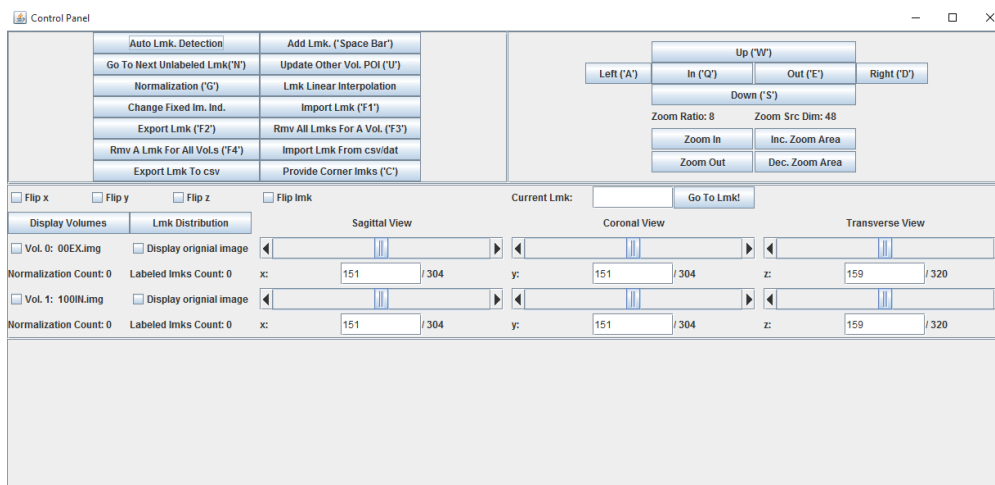 Control Panel
Auto Lmk. Detection Add Lmk. ('Space Bar')
Go To Next Unlabeled Lmk('N') Update Other Vol. POI ('U')
Normalization ('G') Lmk Linear Interpolation
Change Fixed Im. Ind. Import Lmk ('F1')
Export Lmk ('F2') Rmv All Lmks For A Vol. ('F3')
Rmv A Lmk For All Vol.s ('F4') Import Lmk From csv/dat
Export Lmk To csv Provide Corner lmks ('C')
Up ('W')
Left ('A') In ('Q') Out ('E') Right ('D')
Down ('S')
Zoom Ratio: 8 Zoom Src Dim: 48
Zoom In Inc. Zoom Area
Zoom Out Dec. Zoom Area
Flip x Flip y Flip z Flip lmk Current Lmk: Go To Lmk!
Display Volumes Lmk Distribution Sagittal View Coronal View Transverse View
Vol. 0: 00EX.img Display orignial image
Normalization Count: 0 Labeled lmks Count: 0 x: 151 / 304 y: 151 / 304 z: 159 / 320
Vol. 1: 100IN.img Display orignial image
Normalization Count: 0 Labeled lmks Count: 0 x: 151 / 304 y: 151 / 304 z: 159 / 320